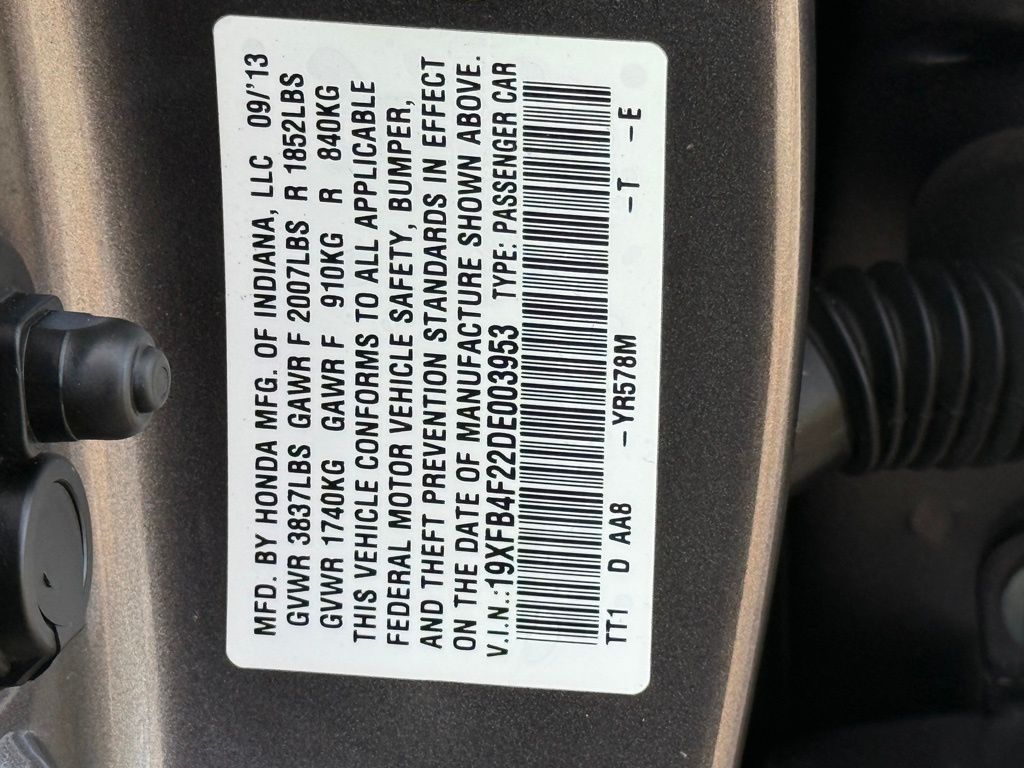 MFD. BY HONDA MFG. OF INDIANA, LLC 09/'13
GVWR 3837LBS GAWR F 2007LBS R 1852LBS
GVWR 1740KG GAWR F 910KG R 840KG
THIS VEHICLE CONFORMS TO ALL APPLICABLE
FEDERAL MOTOR VEHICLE SAFETY, BUMPER,
AND THEFT PREVENTION STANDARDS IN EFFECT
ON THE DATE OF MANUFACTURE SHOWN ABOVE.
V.I.N.:19XFB4F22DE003953 TYPE: PASSENGER CAR
TT1 D AA8 -YR578M -T -E